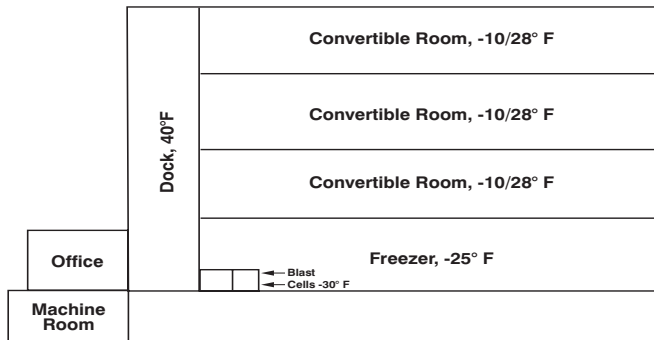 Convertible Room, -10/28° F
Convertible Room, -10/28° F
Convertible Room, -10/28° F
Dock, 40°F
Freezer, -25° F
Blast
Cells -30° F
Office
Machine
Room